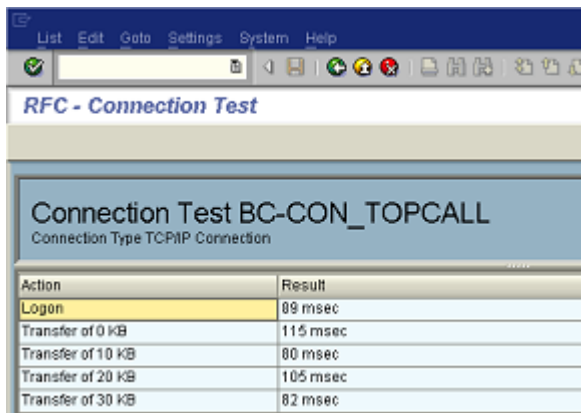 List Edit Goto Settings System Help
RFC - Connection Test
Connection Test BC-CON_TOPCALL
Connection Type TCP/IP Connection
Action Result
Logon 89 msec
Transfer of 0 KB 115 msec
Transfer of 10 KB 80 msec
Transfer of 20 KB 105 msec
Transfer of 30 KB 82 msec